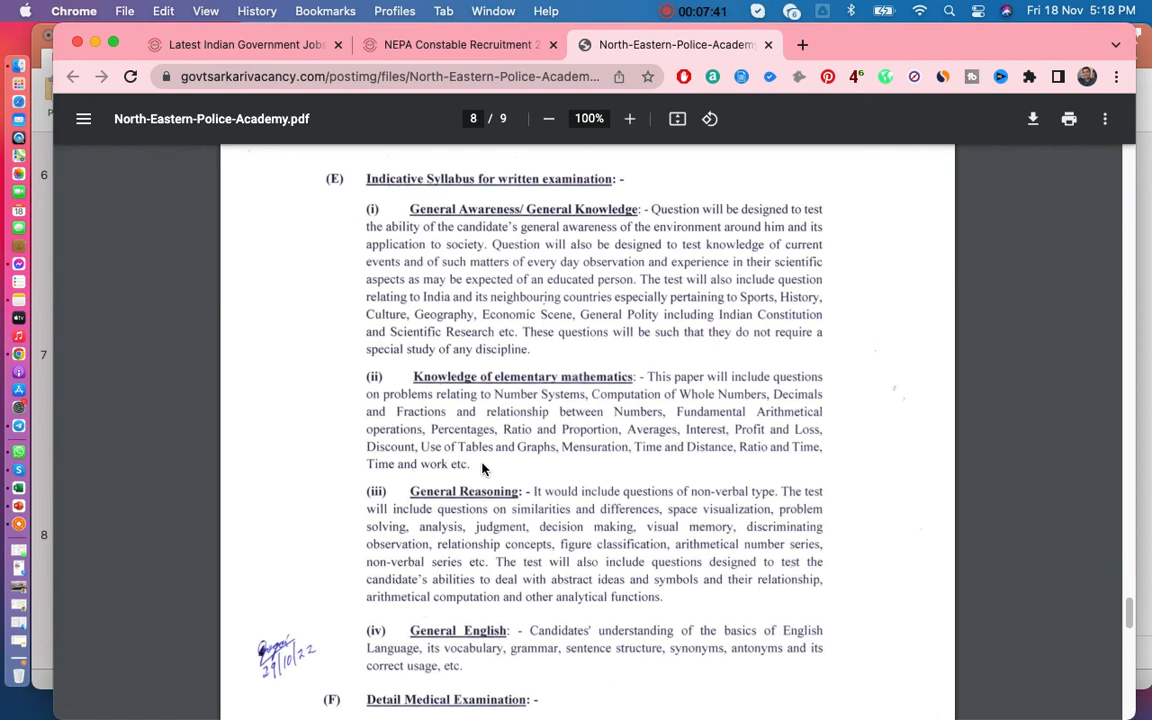 Chrome File Edit View History Bookmarks Profiles Tab Window Help 00:07:41 6 Fri 18 Nov 5:18 PM
Latest Indian Government Jobs NEPA Constable Recruitment 2 North-Eastern-Police-Academy
govtsarkarivacancy.com/postimg/files/North-Eastern-Police-Academ...
North-Eastern-Police-Academy.pdf 8 / 9 100%
(E) Indicative Syllabus for written examination: -
(i) General Awareness/ General Knowledge: - Question will be designed to test
the ability of the candidate's general awareness of the environment around him and its
application to society. Question will also be designed to test knowledge of current
events and of such matters of every day observation and experience in their scientific
aspects as may be expected of an educated person. The test will also include question
relating to India and its neighbouring countries especially pertaining to Sports, History,
Culture, Geography, Economic Scene, General Polity including Indian Constitution
and Scientific Research etc. These questions will be such that they do not require a
special study of any discipline.
(ii) Knowledge of elementary mathematics: - This paper will include questions
on problems relating to Number Systems, Computation of Whole Numbers, Decimals
and Fractions and relationship between Numbers, Fundamental Arithmetical
operations, Percentages, Ratio and Proportion, Averages, Interest, Profit and Loss,
Discount, Use of Tables and Graphs, Mensuration, Time and Distance, Ratio and Time,
Time and work etc.
(iii) General Reasoning: - It would include questions of non-verbal type. The test
will include questions on similarities and differences, space visualization, problem
solving, analysis, judgment, decision making, visual memory, discriminating
observation, relationship concepts, figure classification, arithmetical number series,
non-verbal series etc. The test will also include questions designed to test the
candidate's abilities to deal with abstract ideas and symbols and their relationship,
arithmetical computation and other analytical functions.
(iv) General English: - Candidates' understanding of the basics of English
Language, its vocabulary, grammar, sentence structure, synonyms, antonyms and its
correct usage, etc.
29/10/22
(F) Detail Medical Examination: -
6
7
8